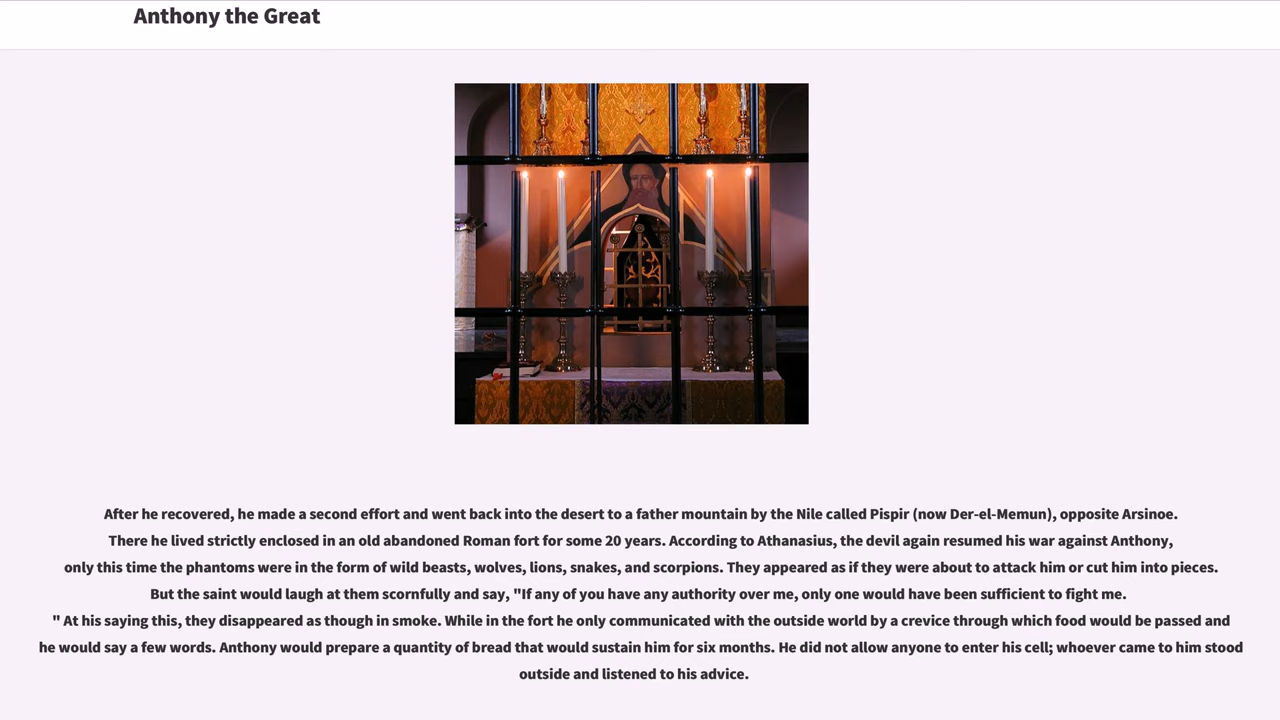 Anthony the Great
After he recovered, he made a second effort and went back into the desert to a father mountain by the Nile called Pispir (now Der-el-Memun), opposite Arsinoe.
There he lived strictly enclosed in an old abandoned Roman fort for some 20 years. According to Athanasius, the devil again resumed his war against Anthony,
only this time the phantoms were in the form of wild beasts, wolves, lions, snakes, and scorpions. They appeared as if they were about to attack him or cut him into pieces.
But the saint would laugh at them scornfully and say, "If any of you have any authority over me, only one would have been sufficient to fight me.
" At his saying this, they disappeared as though in smoke. While in the fort he only communicated with the outside world by a crevice through which food would be passed and
he would say a few words. Anthony would prepare a quantity of bread that would sustain him for six months. He did not allow anyone to enter his cell; whoever came to him stood
outside and listened to his advice.